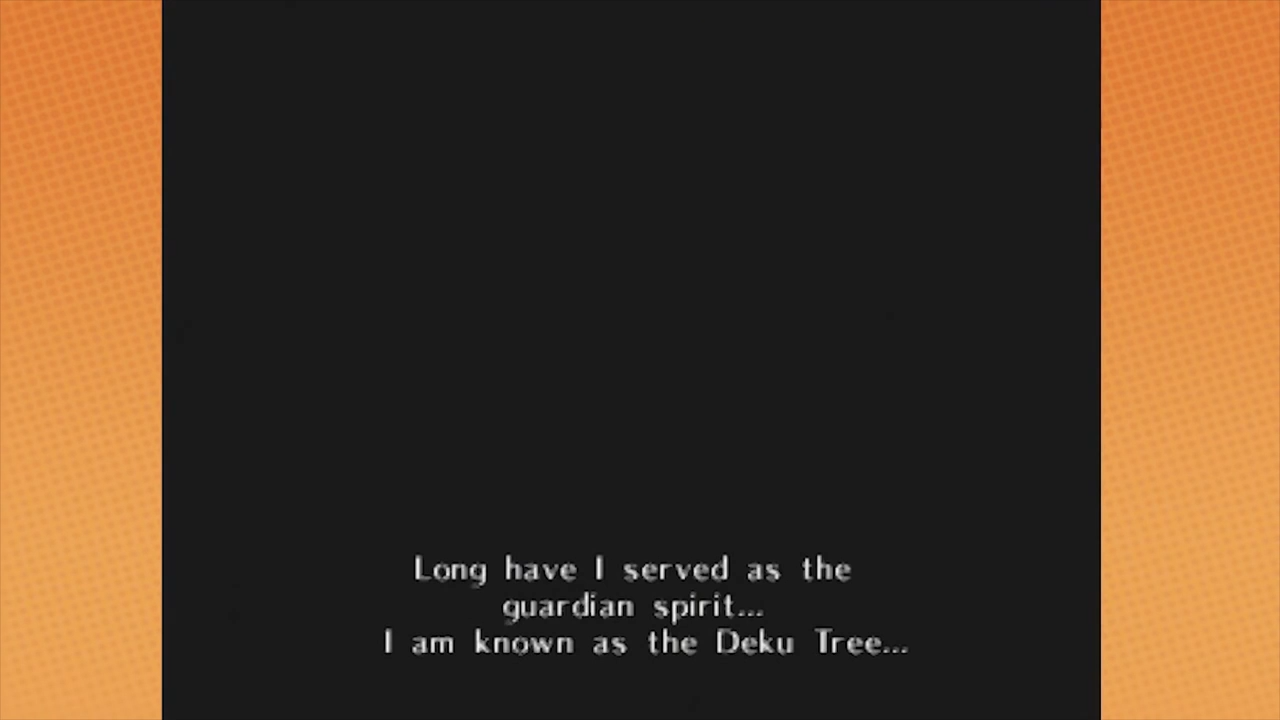 Long have I served as the
guardian spirit...
I am known as the Deku Tree...